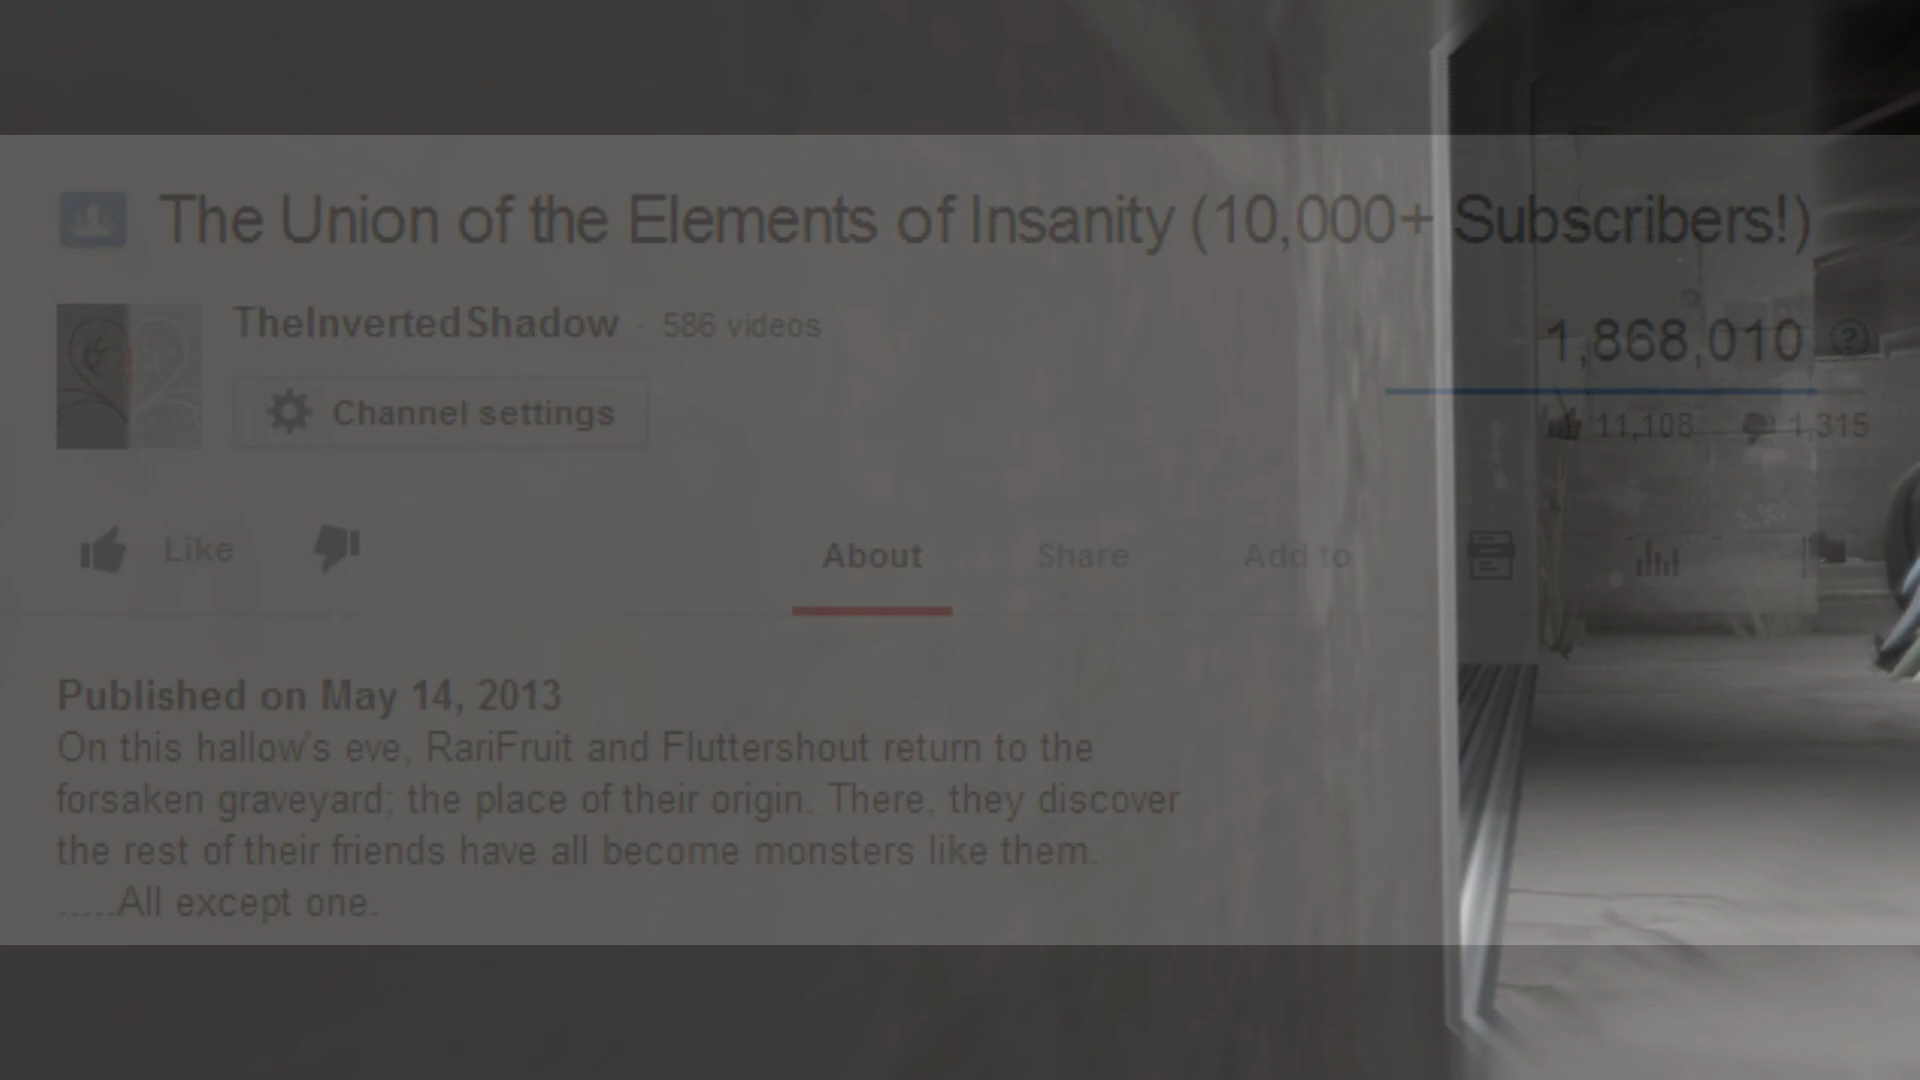 The Union of the Elements of Insanity (10,000+ Subscribers!)
TheInvertedShadow · 586 videos
Channel settings
1,868,010
11,108 1,315
Like
About Share Add to
Published on May 14, 2013
On this hallow's eve, RariFruit and Fluttershout return to the
forsaken graveyard; the place of their origin. There, they discover
the rest of their friends have all become monsters like them.
.....All except one.